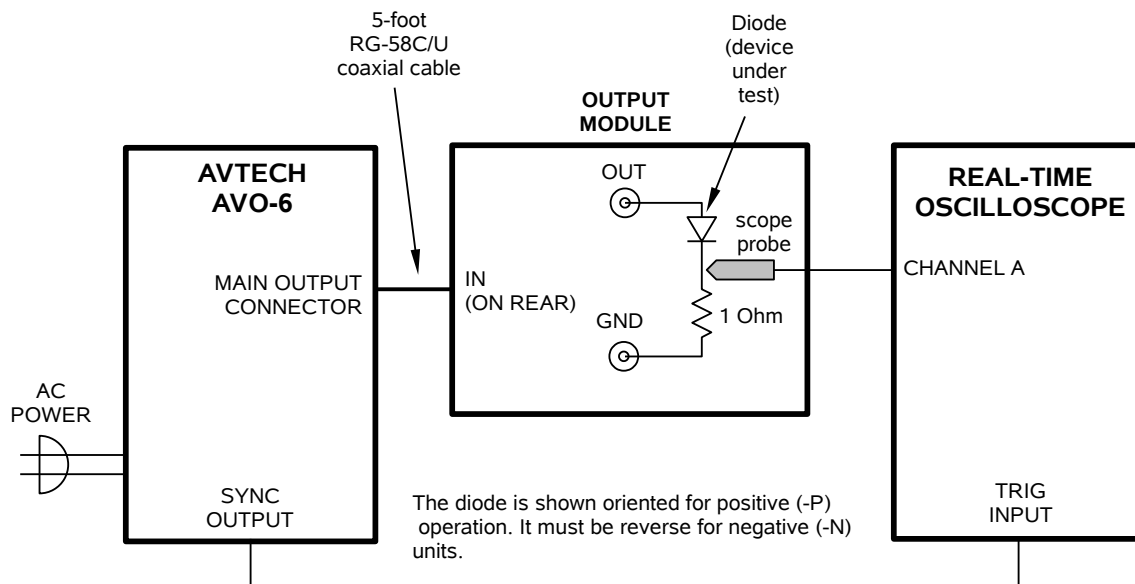 5-foot
RG-58C/U
coaxial cable
Diode
(device
under
test)
OUTPUT
MODULE
AVTECH
AVO-6
OUT
scope
probe
REAL-TIME
OSCILLOSCOPE
MAIN OUTPUT
CONNECTOR
IN
(ON REAR)
CHANNEL A
GND
1 Ohm
AC
POWER
SYNC
OUTPUT
The diode is shown oriented for positive (-P)
operation. It must be reverse for negative (-N)
units.
TRIG
INPUT